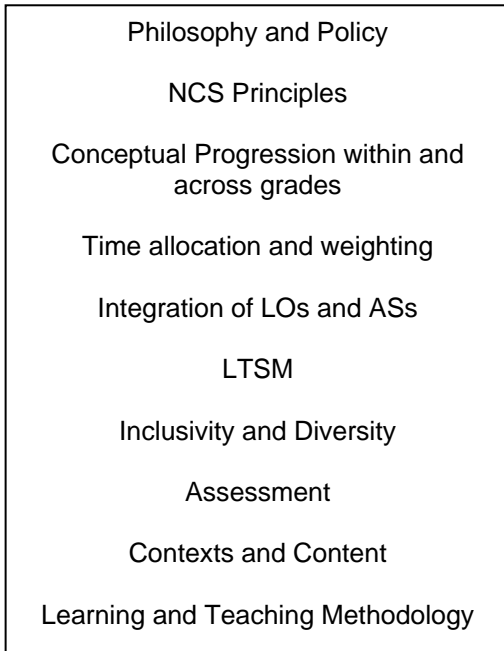 Philosophy and Policy
NCS Principles
Conceptual Progression within and
across grades
Time allocation and weighting
Integration of LOs and ASs
LTSM
Inclusivity and Diversity
Assessment
Contexts and Content
Learning and Teaching Methodology